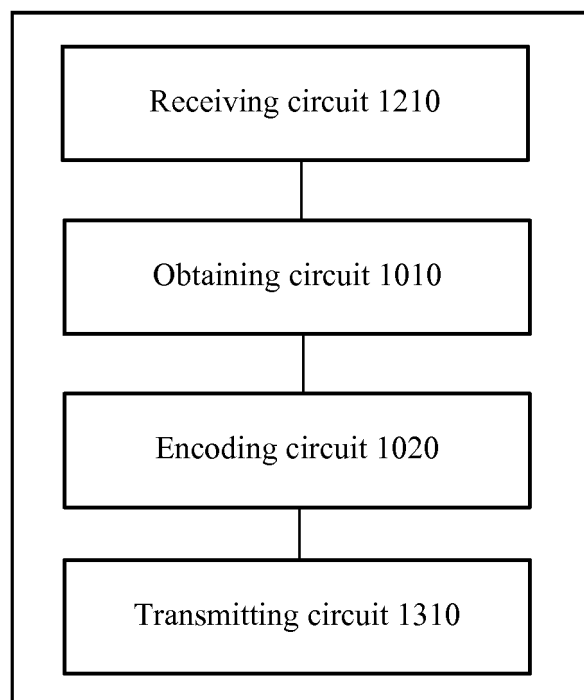 Receiving circuit 1210
Obtaining circuit 1010
Encoding circuit 1020
Transmitting circuit 1310